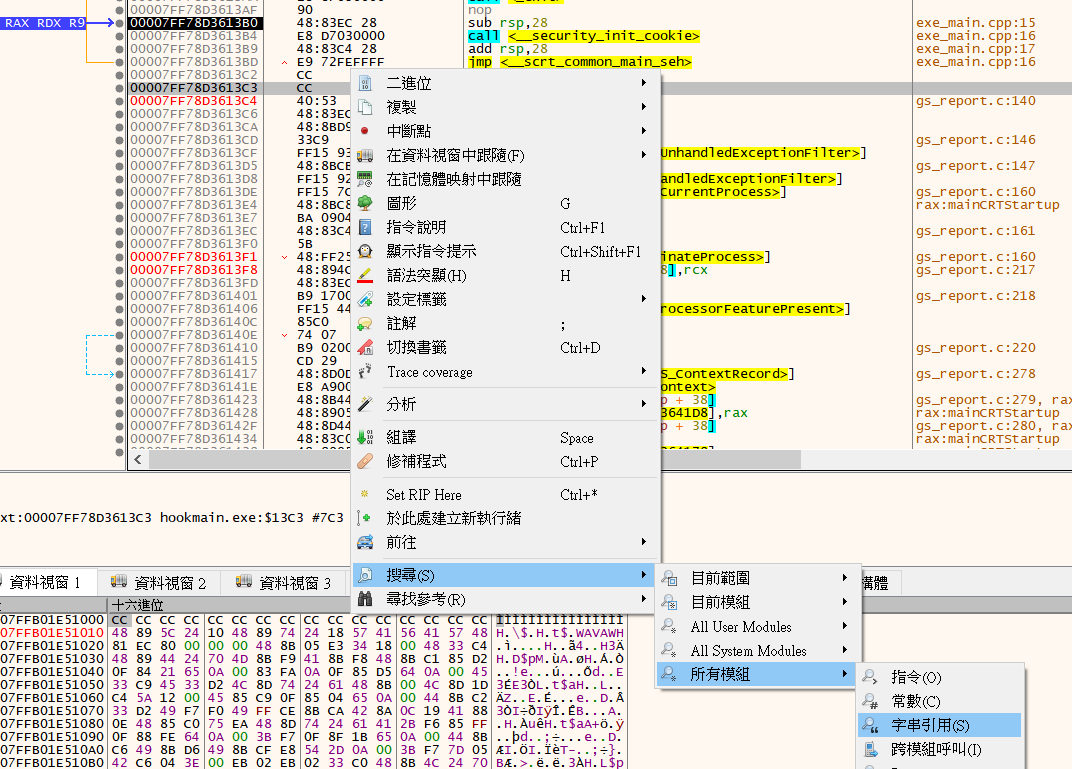 00007FF78D3613AF 90 nop
RAX RDX R9 00007FF78D3613B0 48:83EC 28 sub rsp,28 exe_main.cpp:15
00007FF78D3613B4 E8 D7030000 call <__security_init_cookie> exe_main.cpp:16
00007FF78D3613B9 48:83C4 28 add rsp,28 exe_main.cpp:17
00007FF78D3613BD E9 72FEFFFF jmp <__scrt_common_main_seh> exe_main.cpp:16
00007FF78D3613C2 CC
00007FF78D3613C3 CC
00007FF78D3613C4 40:53 gs_report.c:140
00007FF78D3613C6 48:83EC
00007FF78D3613CA 48:8BD9
00007FF78D3613CD 33C9 gs_report.c:146
00007FF78D3613CF FF15 93 UnhandledExceptionFilter>]
00007FF78D3613D5 48:8BCB gs_report.c:147
00007FF78D3613D8 FF15 92 andledExceptionFilter>]
00007FF78D3613DE FF15 7C CurrentProcess>] gs_report.c:160
00007FF78D3613E4 48:8BC8 rax:mainCRTStartup
00007FF78D3613E7 BA 0904
00007FF78D3613EC 48:83C4 gs_report.c:161
00007FF78D3613F0 5B
00007FF78D3613F1 48:FF25 inateProcess>] gs_report.c:160
00007FF78D3613F8 48:894C 8],rcx gs_report.c:217
00007FF78D3613FD 48:83EC
00007FF78D361401 B9 1700 gs_report.c:218
00007FF78D361406 FF15 44 rocessorFeaturePresent>]
00007FF78D36140C 85C0
00007FF78D36140E 74 07
00007FF78D361410 B9 0200 gs_report.c:220
00007FF78D361415 CD 29
00007FF78D361417 48:8D0D S_ContextRecord>] gs_report.c:278
00007FF78D36141E E8 A900 ontext>
00007FF78D361423 48:8B44 p + 38] gs_report.c:279, rax
00007FF78D361428 48:8905 3641D8],rax rax:mainCRTStartup
00007FF78D36142F 48:8D44 p + 38] gs_report.c:280, rax
00007FF78D361434 48:83C0 rax:mainCRTStartup
二進位
複製
中斷點
在資料視窗中跟隨(F)
在記憶體映射中跟隨
圖形 G
指令說明 Ctrl+F1
顯示指令提示 Ctrl+Shift+F1
語法突顯(H) H
設定標籤
註解 ;
切換書籤 Ctrl+D
Trace coverage
分析
組譯 Space
修補程式 Ctrl+P
Set RIP Here Ctrl+*
於此處建立新執行緒
前往
搜尋(S)
尋找參考(R)
目前範圍
目前模組
All User Modules
All System Modules
所有模組
指令(O)
常數(C)
字串引用(S)
跨模組呼叫(I)
xt:00007FF78D3613C3 hookmain.exe:$13C3 #7C3
資料視窗 1 資料視窗 2 資料視窗 3 構體
十六進位
07FFB01E51000 CC CC CC CC CC CC CC CC CC CC CC CC CC CC CC CC ÌÌÌÌÌÌÌÌÌÌÌÌÌÌÌÌ
07FFB01E51010 48 89 5C 24 10 48 89 74 24 18 57 41 56 41 57 48 H.\$.H.t$.WAVAWH
07FFB01E51020 81 EC 80 00 00 00 48 8B 05 E3 34 18 00 48 33 C4 .ì....H..ã4..H3Ä
07FFB01E51030 48 89 44 24 70 4D 8B F9 41 8B F8 48 8B C1 85 D2 H.D$pM.ùA.øH.Á.Ò
07FFB01E51040 0F 84 21 65 0A 00 83 FA 0A 0F 85 D5 64 0A 00 45 ..!e...ú...Õd..E
07FFB01E51050 33 C9 45 33 D2 4C 8D 74 24 61 48 8B 00 4C 8D 1D 3ÉE3ÒL.t$aH..L..
07FFB01E51060 C4 5A 12 00 45 85 C9 0F 85 04 65 0A 00 44 8B C2 ÄZ..E.É...e..D.Â
07FFB01E51070 33 D2 49 F7 F0 49 FF CE 8B CA 42 8A 0C 19 41 88 3ÒI÷ðIÿÎ.ÊB...A.
07FFB01E51080 0E 48 85 C0 75 EA 48 8D 74 24 61 41 2B F6 85 FF .H.ÀuêH.t$aA+ö.ÿ
07FFB01E51090 0F 88 FE 64 0A 00 3B F7 0F 8F 1B 65 0A 00 44 8B ..þd..;÷...e..D.
07FFB01E510A0 C6 49 8B D6 49 8B CF E8 54 2D 0A 00 3B F7 7D 05 ÆI.ÖI.ÏèT-..;÷}.
07FFB01E510B0 42 C6 04 3E 00 EB 02 EB 02 33 C0 48 8B 4C 24 70 BÆ.>.ë.ë.3ÀH.L$p